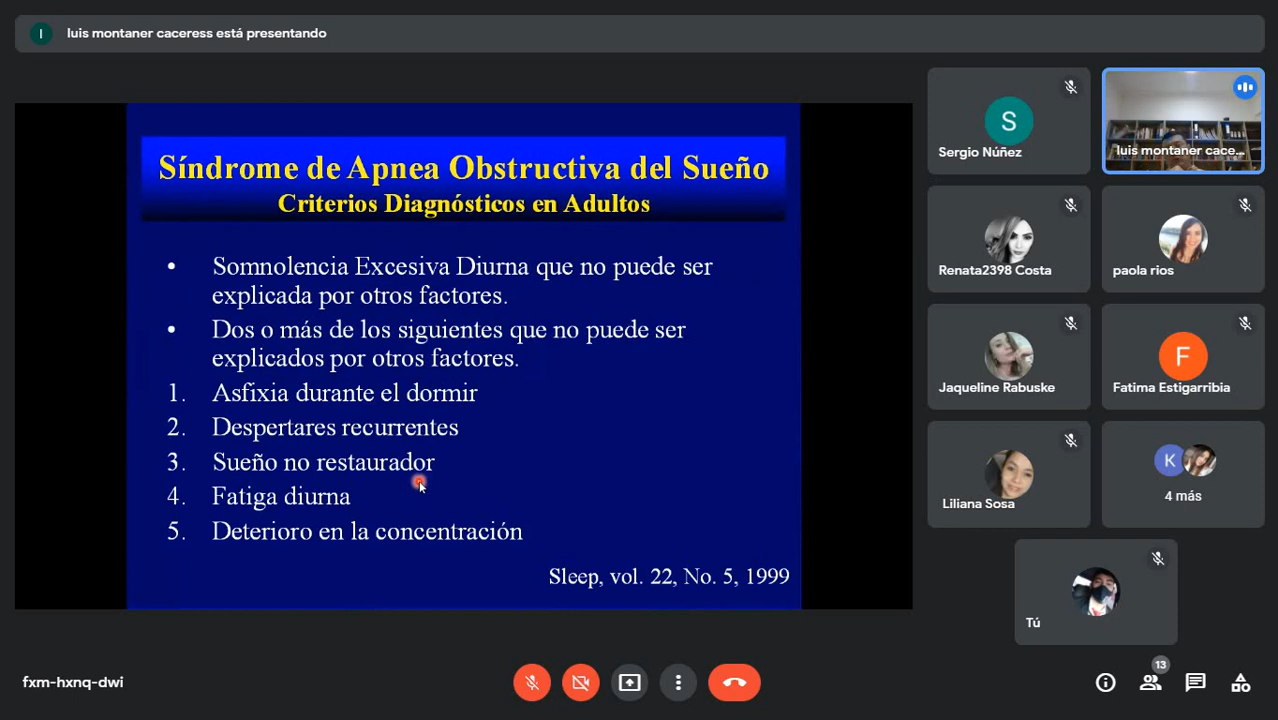 I
luis montaner caceress está presentando
Síndrome de Apnea Obstructiva del Sueño
Criterios Diagnósticos en Adultos
• Somnolencia Excesiva Diurna que no puede ser
explicada por otros factores.
• Dos o más de los siguientes que no puede ser
explicados por otros factores.
1. Asfixia durante el dormir
2. Despertares recurrentes
3. Sueño no restaurador
4. Fatiga diurna
5. Deterioro en la concentración
Sleep, vol. 22, No. 5, 1999
S
Sergio Núñez
luis montaner cace...
Renata2398 Costa
paola rios
Jaqueline Rabuske
F
Fatima Estigarribia
Liliana Sosa
K
4 más
Tú
fxm-hxnq-dwi
13